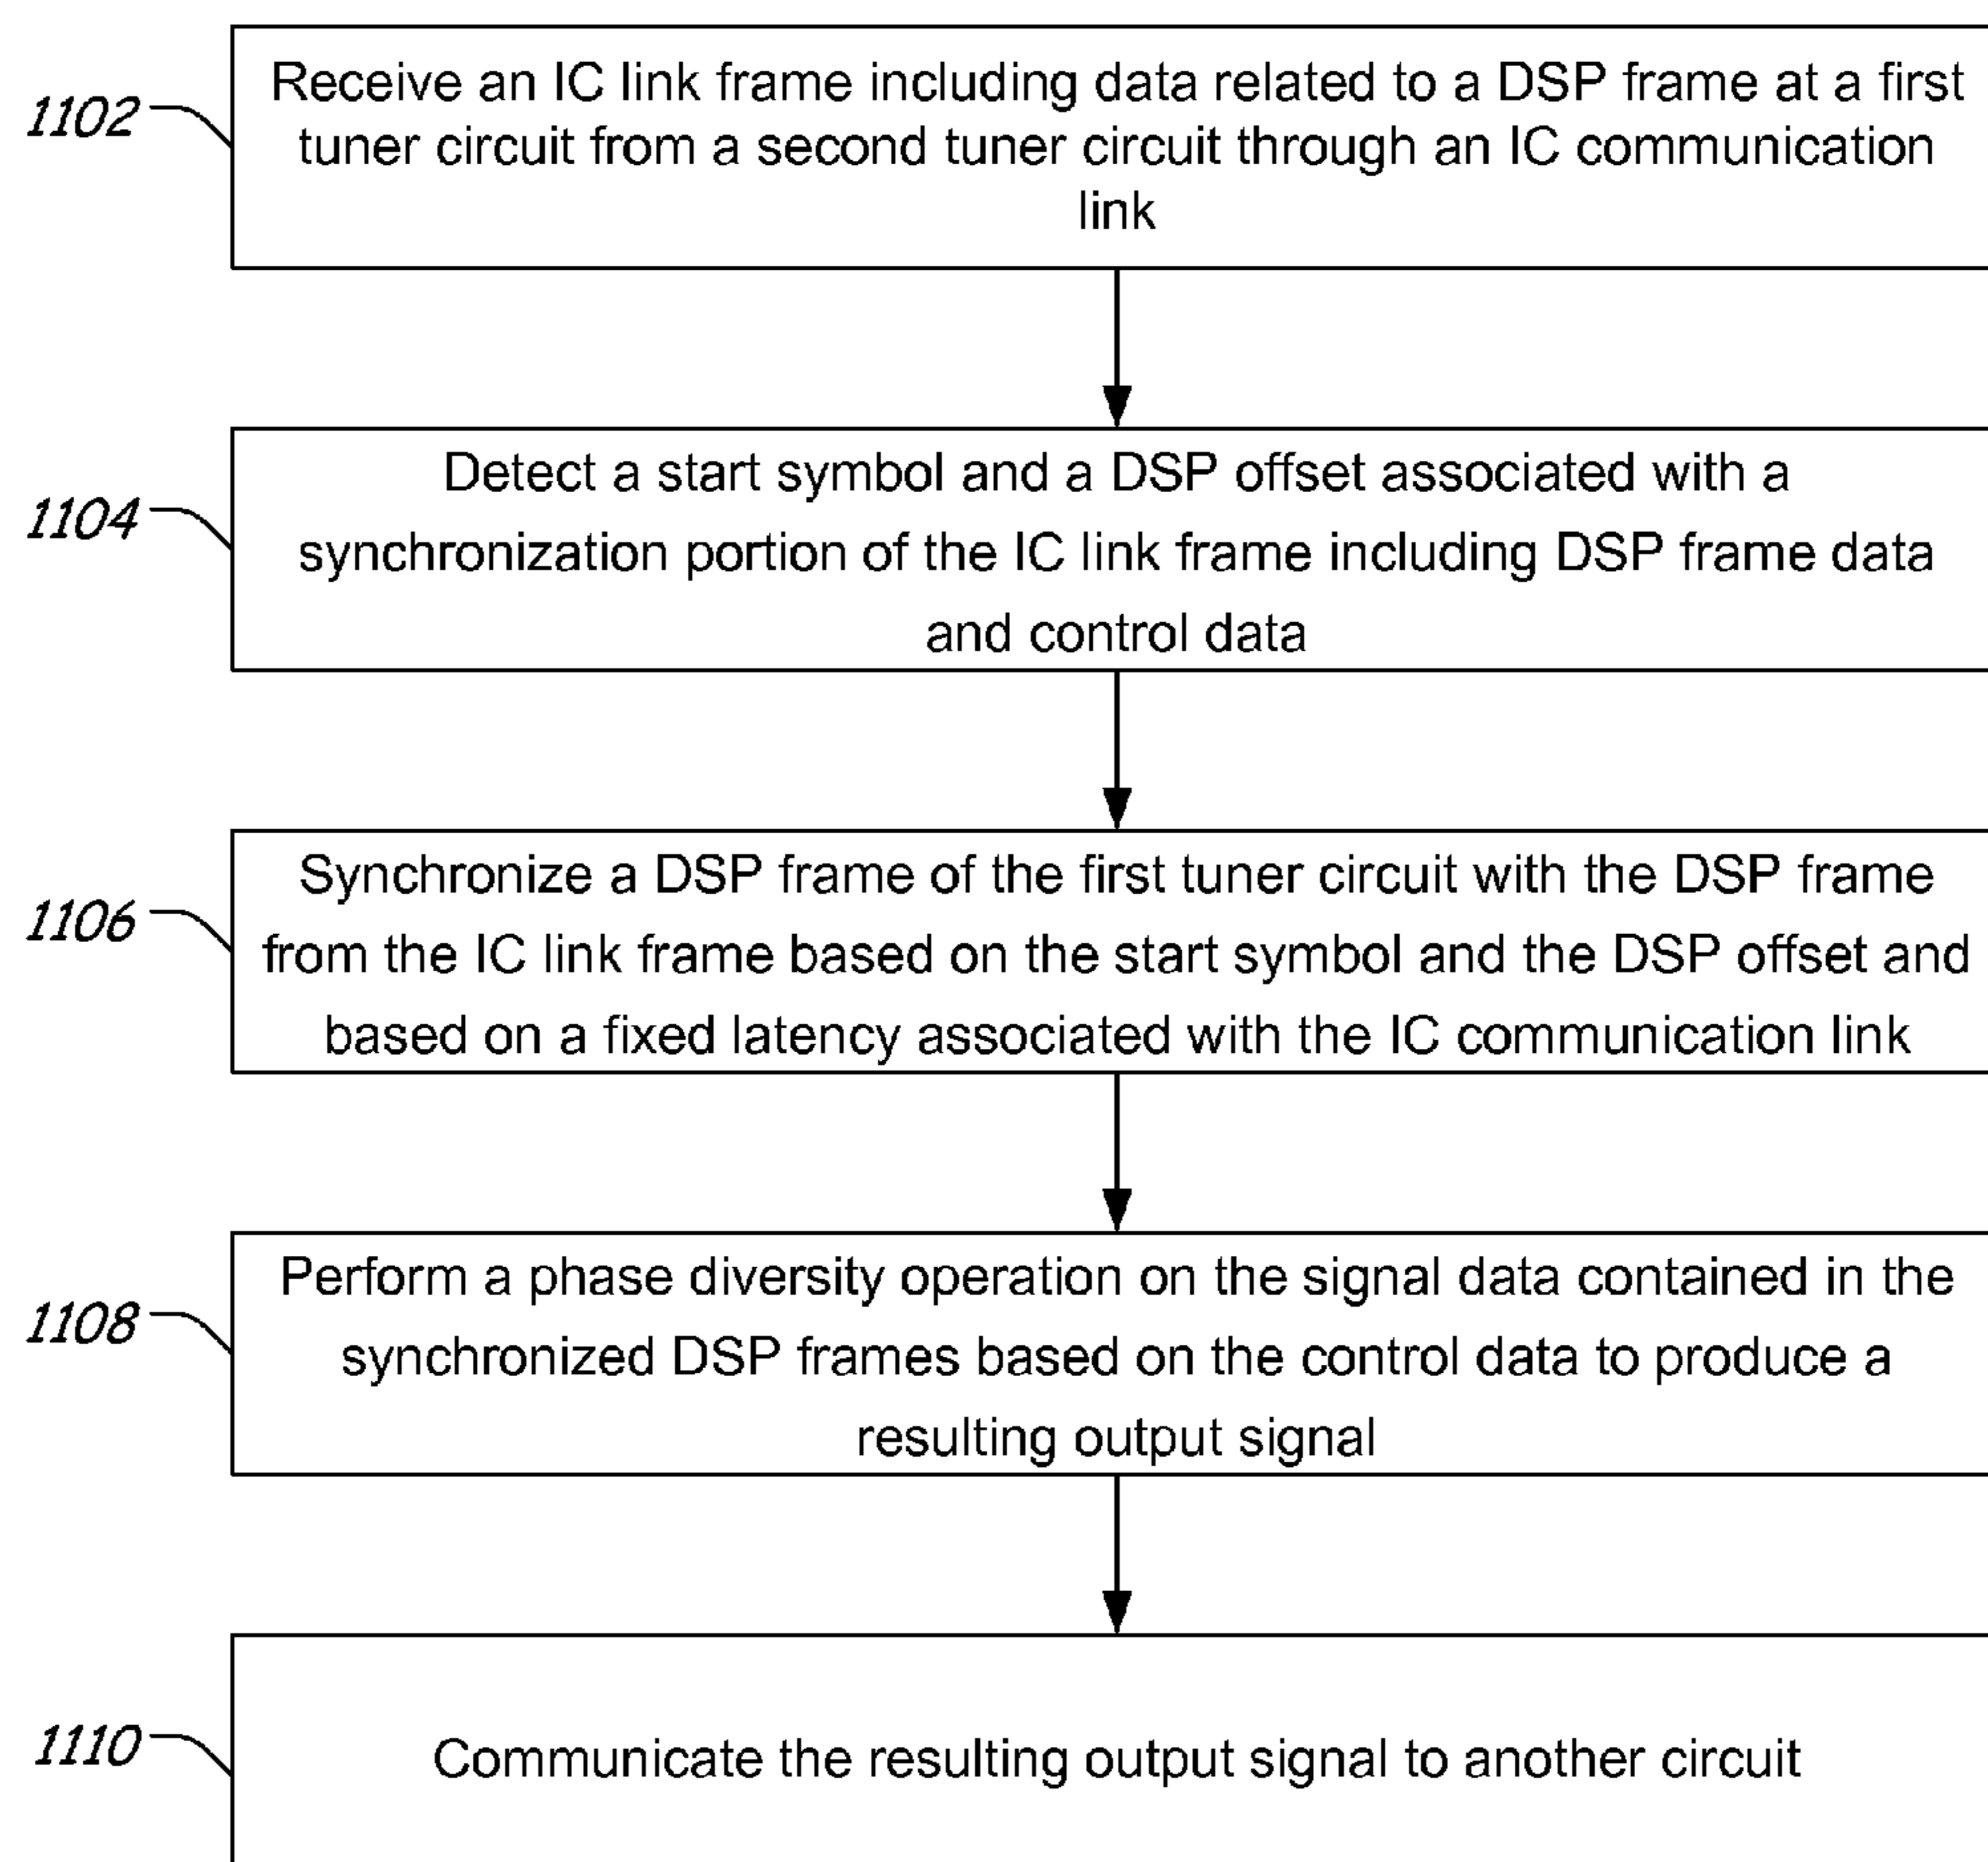 1102
Receive an IC link frame including data related to a DSP frame at a first
tuner circuit from a second tuner circuit through an IC communication
link
1104
Detect a start symbol and a DSP offset associated with a
synchronization portion of the IC link frame including DSP frame data
and control data
1106
Synchronize a DSP frame of the first tuner circuit with the DSP frame
from the IC link frame based on the start symbol and the DSP offset and
based on a fixed latency associated with the IC communication link
1108
Perform a phase diversity operation on the signal data contained in the
synchronized DSP frames based on the control data to produce a
resulting output signal
1110
Communicate the resulting output signal to another circuit